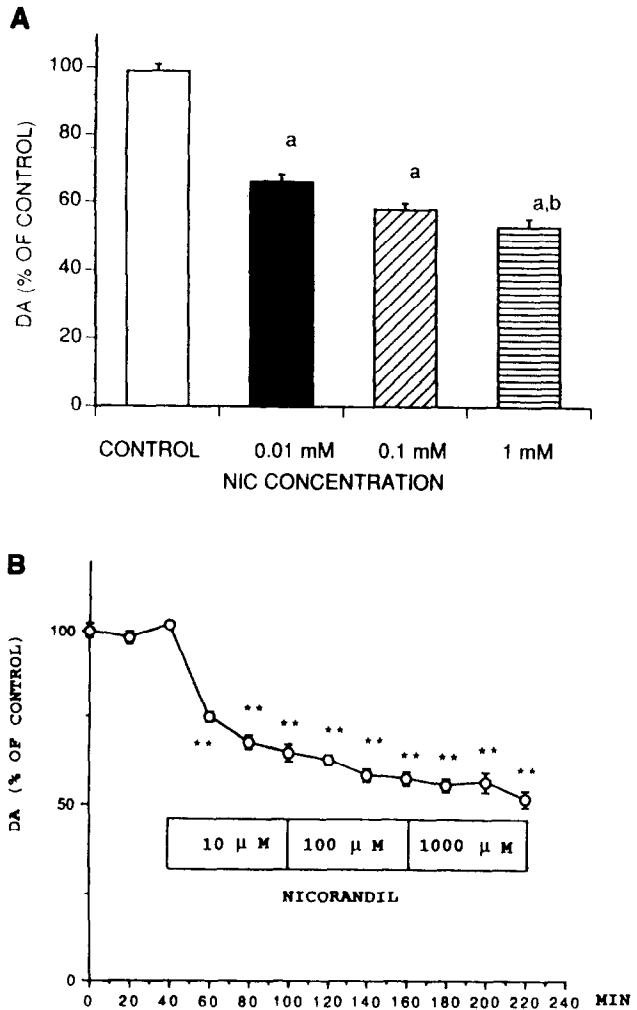 A
DA (% OF CONTROL)
100
80
60
40
20
0
a
a
a,b
CONTROL 0.01 mM 0.1 mM 1 mM
NIC CONCENTRATION
B
DA (% OF CONTROL)
100
50
0
** ** ** ** ** ** ** ** **
10 μ M 100 μ M 1000 μ M
NICORANDIL
0 20 40 60 80 100 120 140 160 180 200 220 240 MIN